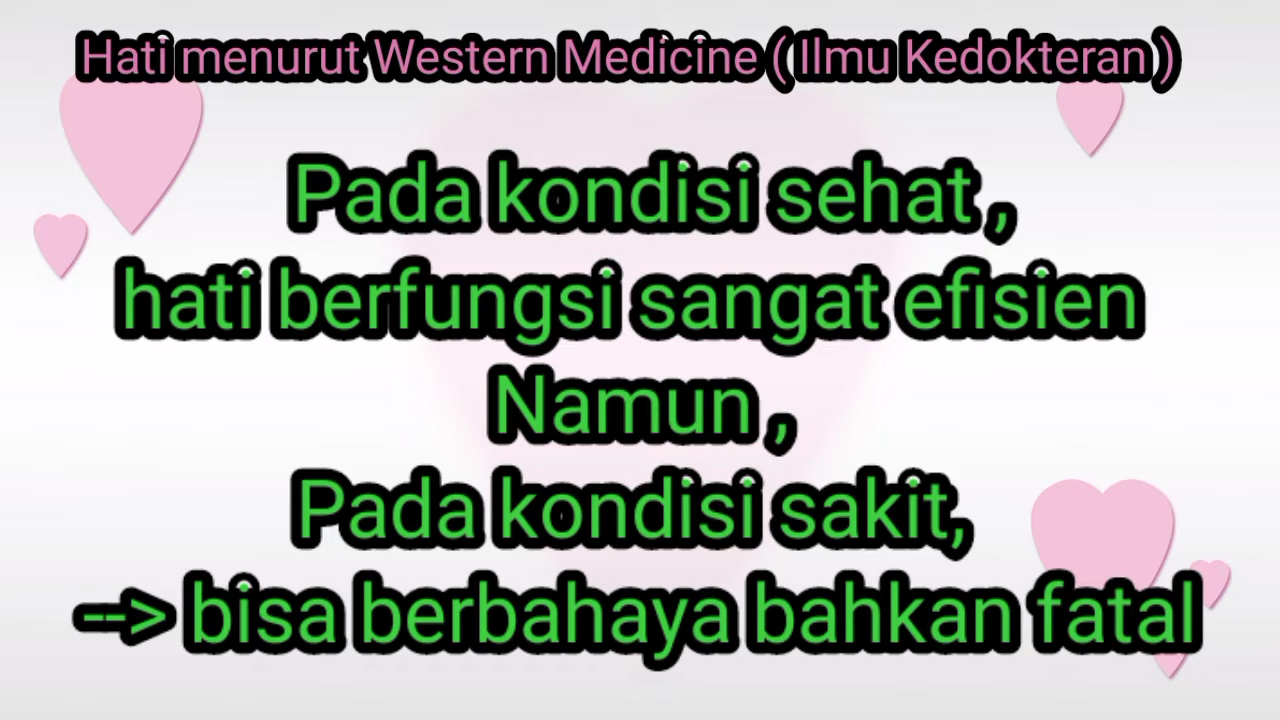 Hati menurut Western Medicine ( Ilmu Kedokteran )
Pada kondisi sehat ,
hati berfungsi sangat efisien
Namun ,
Pada kondisi sakit,
--> bisa berbahaya bahkan fatal